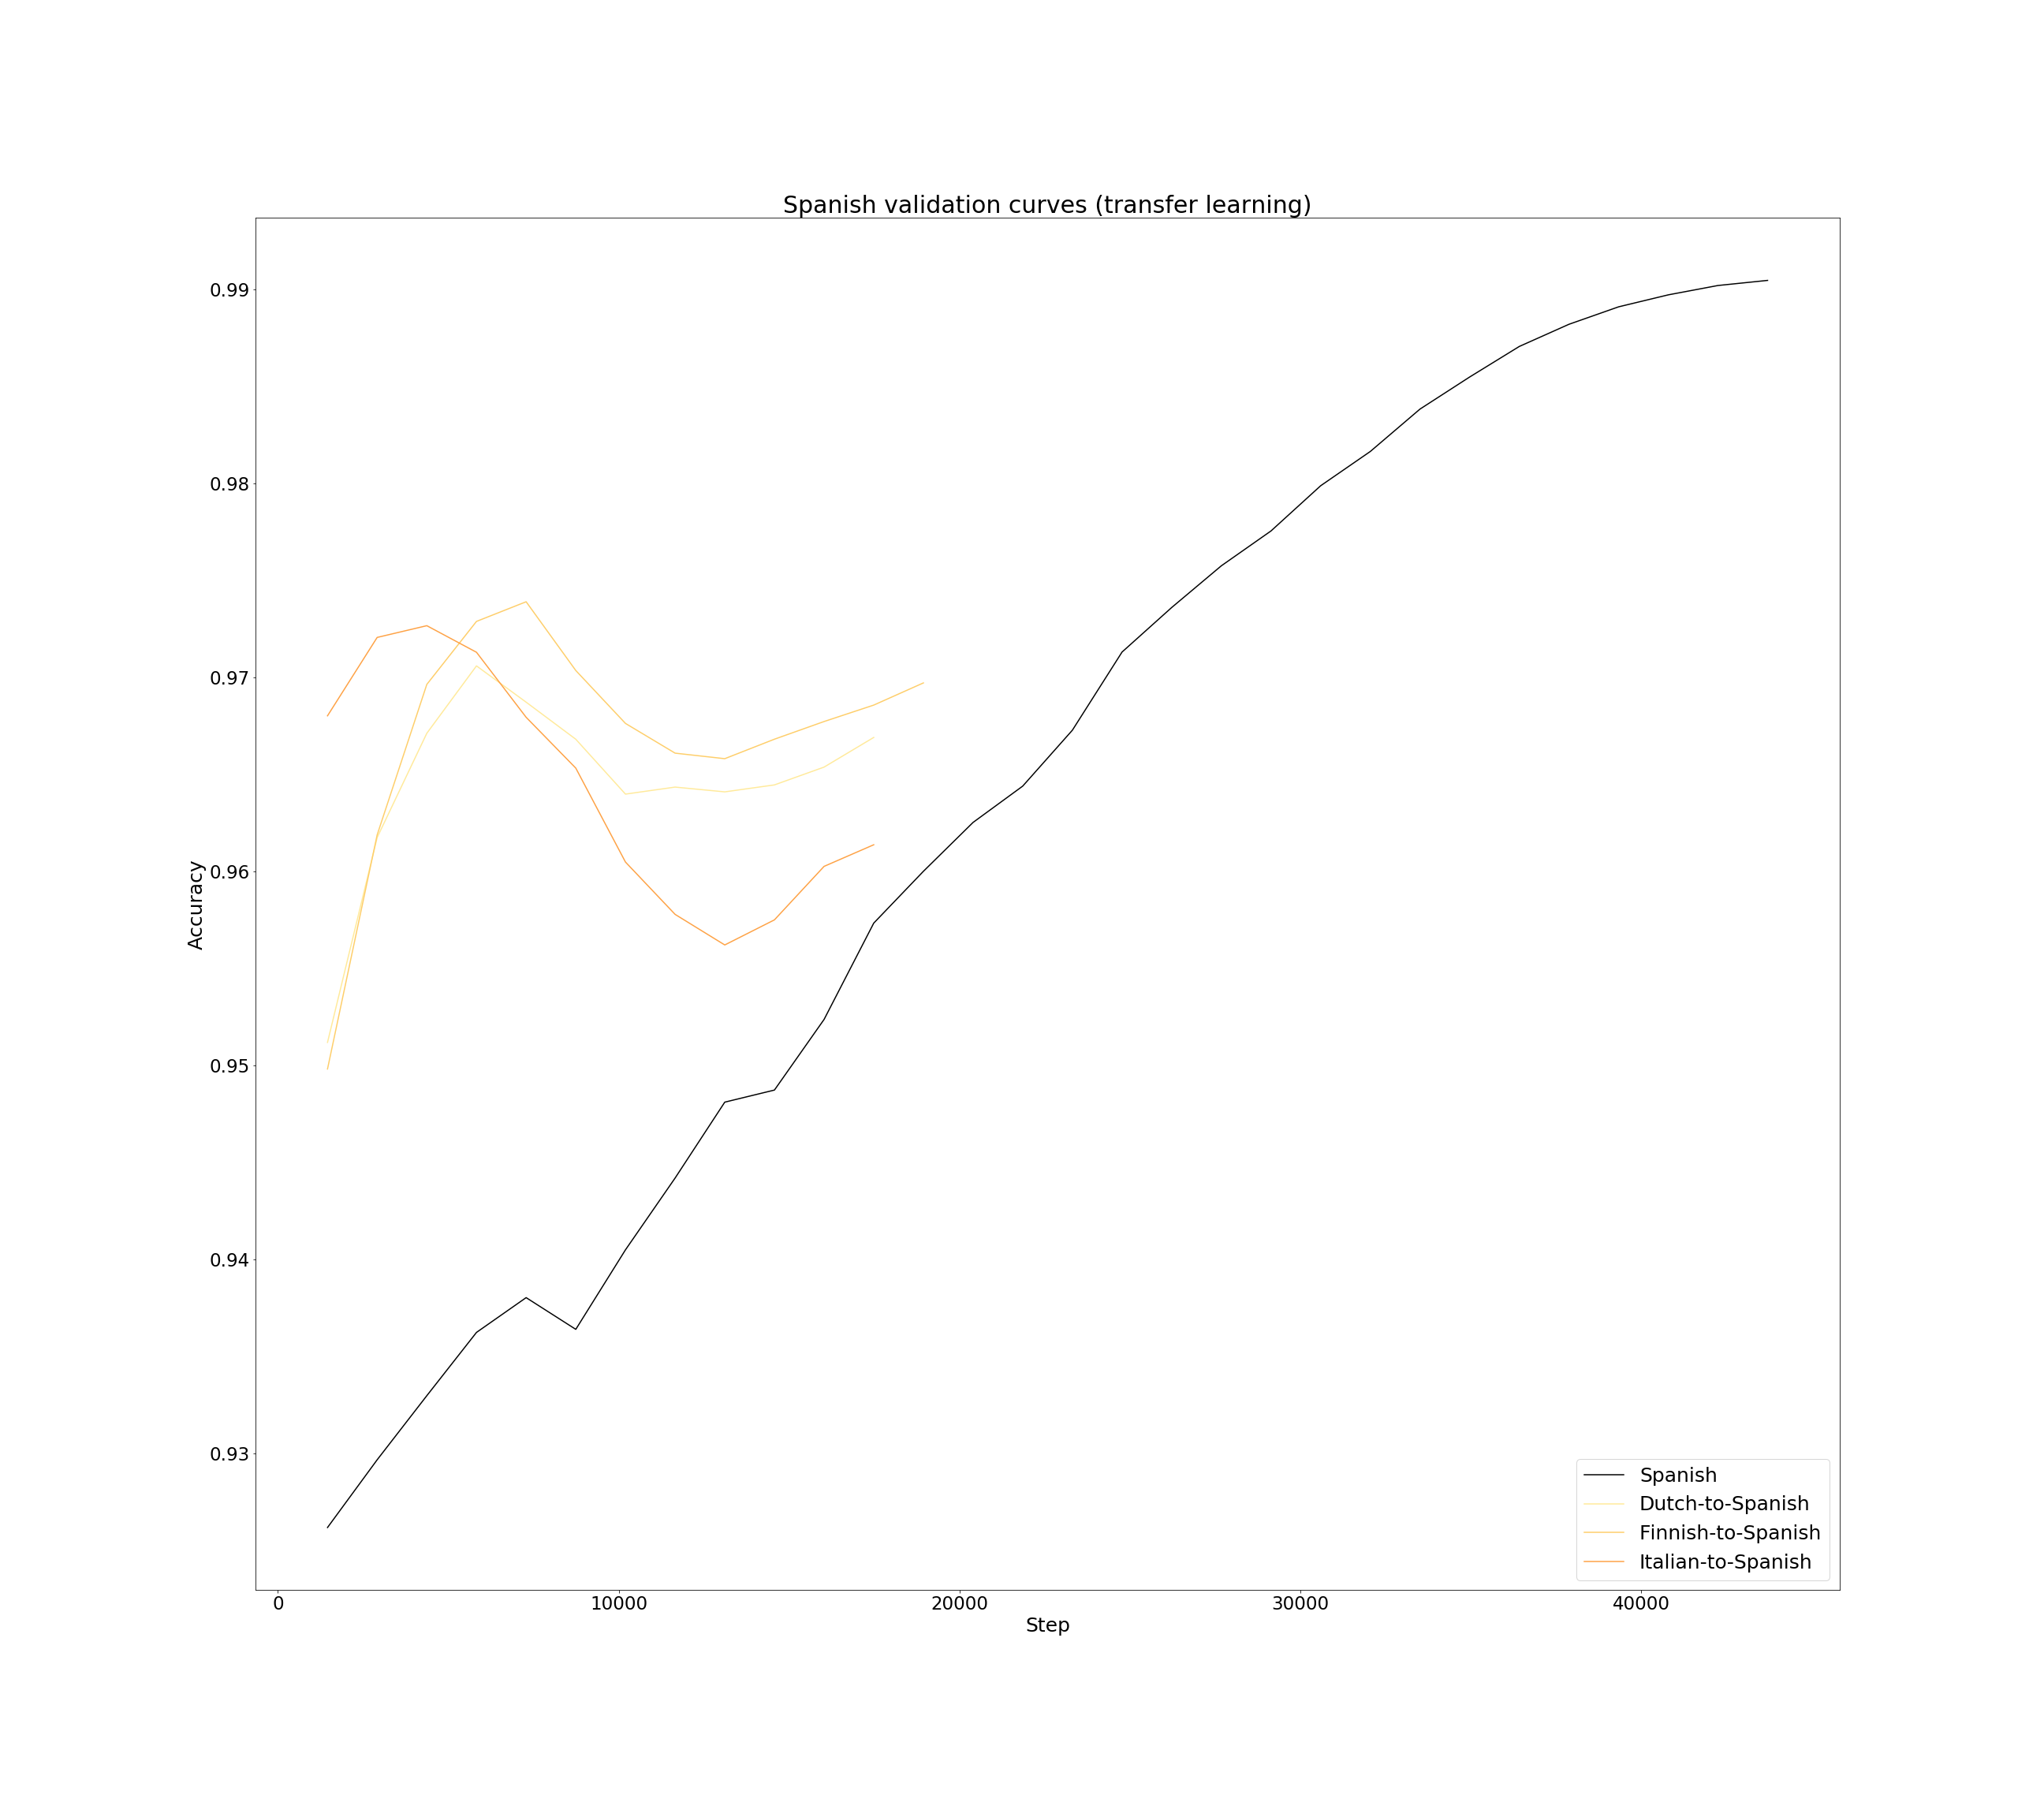 Spanish validation curves (transfer learning)
0.99
0.98
0.97
0.96
0.95
0.94
0.93
Accuracy
0 10000 20000 30000 40000
Step
Spanish
Dutch-to-Spanish
Finnish-to-Spanish
Italian-to-Spanish